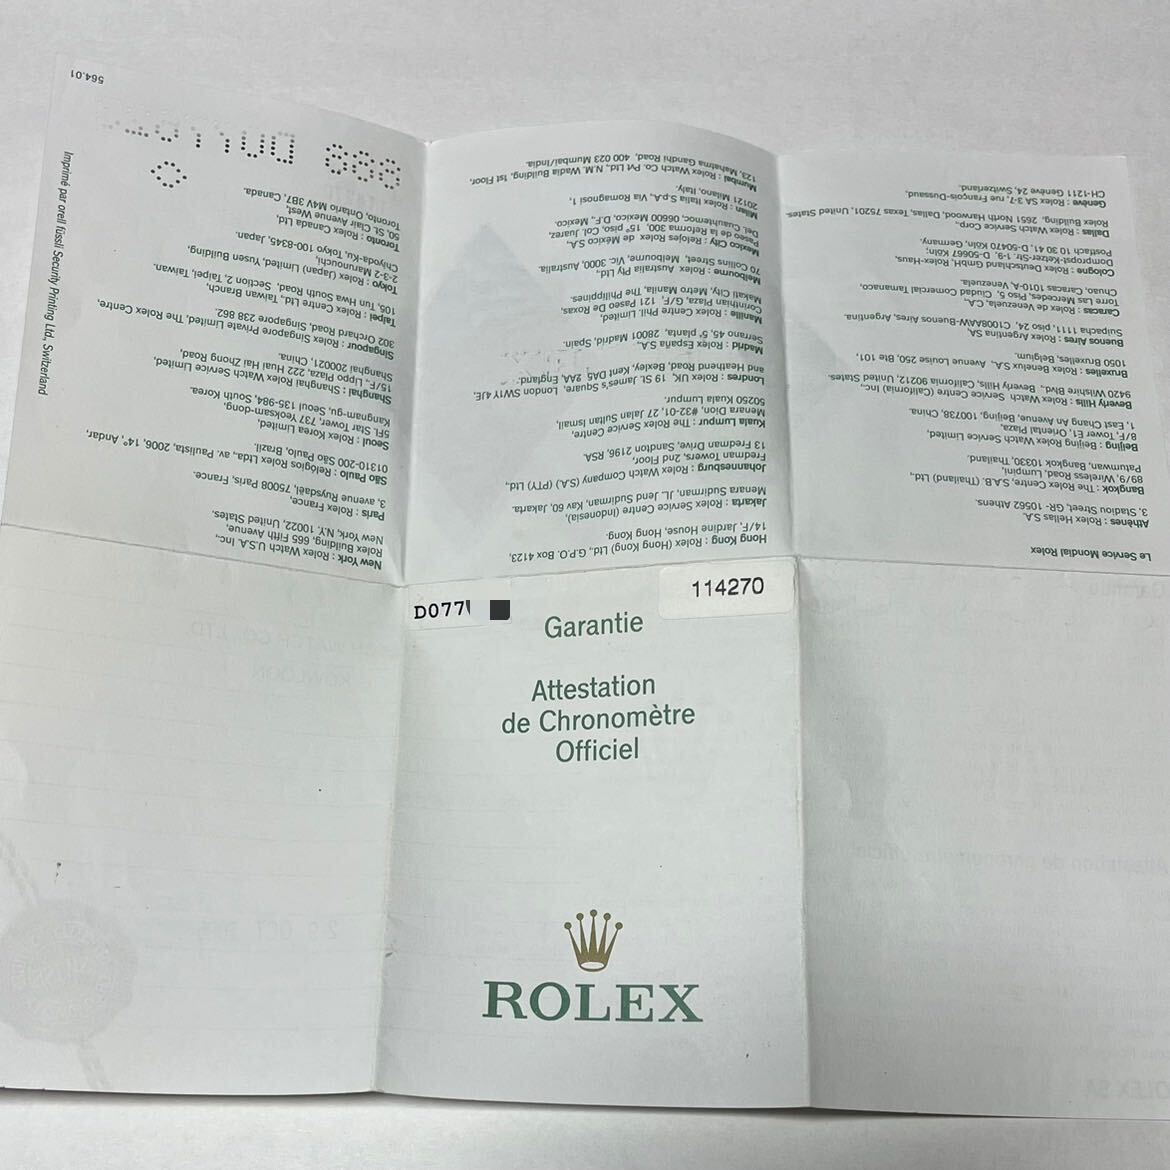 D077
114270
Garantie
Attestation
de Chronomètre
Officiel
ROLEX
Le Service Mondial Rolex
Athènes : Rolex Hellas SA.
3, Stadiou Street, GR- 10562 Athens.
Bangkok : The Rolex Centre, S.A.B. (Thailand) Ltd,
8979/9, Wireless Road, Lumpini,
Patumwan, Bangkok 10330, Thailand.
Beijing : Beijing Rolex Service Limited,
8/F, Tower E1, Oriental Plaza,
1, East Chang An Avenue, Beijing, 100738, China.
Beverly Hills : Rolex Watch Service Centre (California) Inc.,
9420 Wilshire Bvld., Beverly Hills, California 90212, United States.
Bruxelles : Rolex Benelux S.A., Avenue Louise 250, Bte 101,
1050 Bruxelles, Belgium.
Buenos Aires : Rolex Argentina SA,
Suipacha 1111, piso 24, C1008AAW-Buenos Aires, Argentina.
Caracas : Rolex de Venezuela, CA.
Torre Las Mercedes, Piso 5, Ciudad Comercial Tamanaco,
Chuao, Caracas 1010-A-Venezuela.
Cologne : Rolex Deutschland GmbH, Rolex-Haus,
Dompropst-Ketzer-Str. 1-9, D-50667 Köln;
Postfach 10 30 41, D-50470 Köln, Germany.
Dallas : Rolex Watch Service Corp.,
Rolex Building, 2651 North Harwood, Dallas, Texas 75201, United States.
Genève : Rolex SA 3-7, rue François-Dussaud,
CH-1211 Genève 24, Switzerland.
Hong Kong : Rolex (Hong Kong) Ltd., G.P.O. Box 4123,
14/F, Jardine, House, Hong Kong.
Jakarta : Rolex Service Centre (Indonesia),
Menara Sudirman, JL. Jend Sudirman, Kav 60, Jakarta.
Johannesburg : Rolex Watch Company (S.A.) (PTY) Ltd.,
Fredman Towers, 2nd Floor,
13 Fredman Drive, Sandton 2196, RSA.
Kuala Lumpur : The Rolex Service Centre,
Menara Dion, #32-01, 27 Jalan Sultan Ismail,
50250 Kuala Lumpur.
Londres : Rolex UK, 19 St. James's Square, London SW1Y4JE,
and Heathend Road, Bexley, Kent DA5 2AA, England.
Madrid : Rolex España S.A.
Serrano 45, 5ª planta, 28001 Madrid, Spain.
Manille : Rolex Centre Phil. Limited,
Corinthian Plaza, G/F, 121 Paseo De Roxas,
Makati City, Metro Manila, The Philippines.
Melbourne : Rolex Australia Pty Ltd.,
70 Collins Street, Melbourne, Vic. 3000, Australia.
Mexico City : Relojes Rolex de México S.A.
Paseo de la Reforma 300, 15° piso, Col. Juarez,
Del. Cuauhtemoc, 06600 Mexico, D.F., Mexico.
Milan : Rolex Italia S.p.A., Via Romagnosi, 1
20121 Milano, Italy.
Mumbai : Rolex Watch Co. Pvt Ltd., N.M. Wadia Building, 1st Floor,
123, Mahatma Gandhi Road, 400 023 Mumbai/India.
New York : Rolex Watch U.S.A. Inc.,
Rolex Building, 665 Fifth Avenue,
New York, N.Y. 10022, United States.
Paris : Rolex France,
3, avenue Ruysdaël, 75008 Paris, France.
São Paulo : Relógios Rolex Ltda., av. Paulista, 2006, 14°, Andar,
01310-200-São Paulo, Brazil.
Seoul : Rolex Korea Limited,
5Fl. Star Tower, 737 Yeoksam-dong,
Kangnam-gu, Seoul 135-984, South Korea.
Shanghai : Shanghai Rolex Watch Service Limited,
15/F., Lippo Plaza, 222 Huai Hai Zhong Road,
Shanghai 200021, China.
Singapour : Rolex Singapore Private Limited, The Rolex Centre,
302 Orchard Road, Singapore 238 862.
Taipei : Rolex Centre Ltd., Taiwan Branch,
105, Tun Hwa South Road, Section 2, Taipei, Taiwan.
Tokyo : Rolex (Japan) Limited, Yusen Building,
2-3-2 Marunouchi,
Chiyoda-Ku, Tokyo 100-8345, Japan.
Toronto : Rolex Canada Ltd.
50, St. Clair Avenue West,
Toronto, Ontario M4V 3B7, Canada.
888
564.01
Imprimé par orell füssli Security Printing Ltd, Switzerland